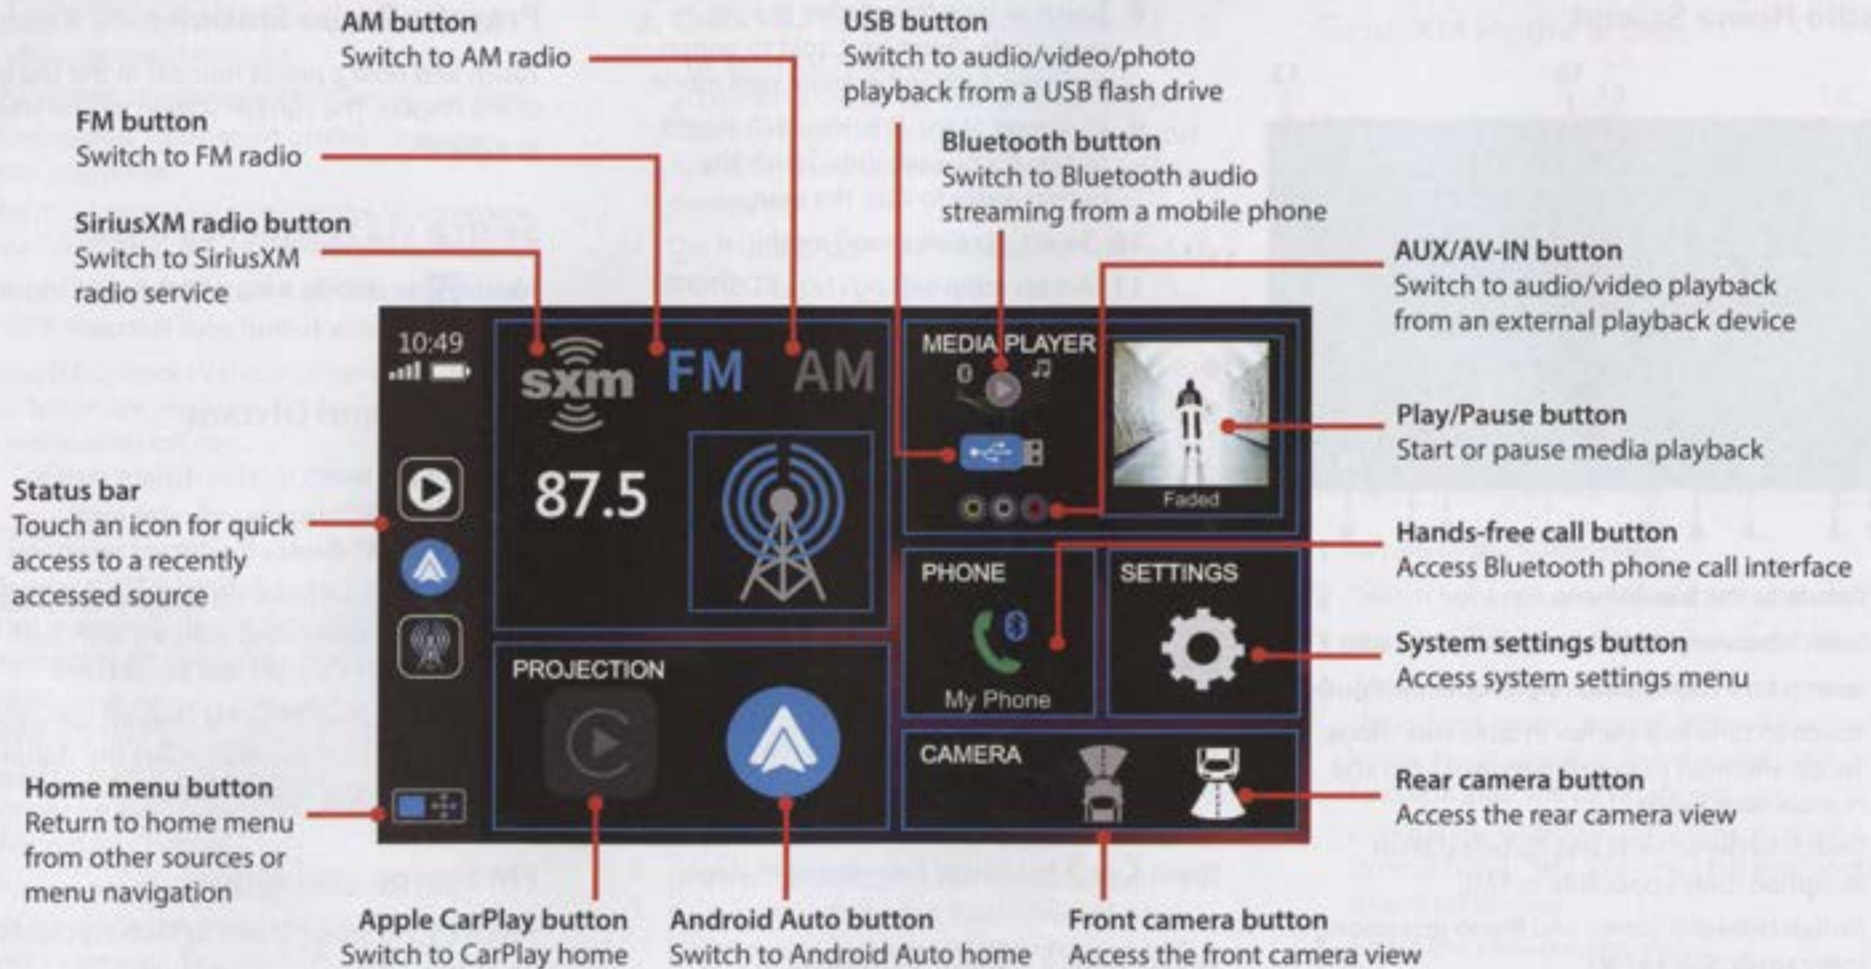 AM button
Switch to AM radio
USB button
Switch to audio/video/photo
playback from a USB flash drive
FM button
Switch to FM radio
Bluetooth button
Switch to Bluetooth audio
streaming from a mobile phone
SiriusXM radio button
Switch to SiriusXM
radio service
AUX/AV-IN button
Switch to audio/video playback
from an external playback device
10:49
sxm
FM
AM
87.5
MEDIA PLAYER
Faded
Play/Pause button
Start or pause media playback
Status bar
Touch an icon for quick
access to a recently
accessed source
Hands-free call button
Access Bluetooth phone call interface
PHONE
My Phone
SETTINGS
System settings button
Access system settings menu
PROJECTION
CAMERA
Rear camera button
Access the rear camera view
Home menu button
Return to home menu
from other sources or
menu navigation
Apple CarPlay button
Switch to CarPlay home
Android Auto button
Switch to Android Auto home
Front camera button
Access the front camera view